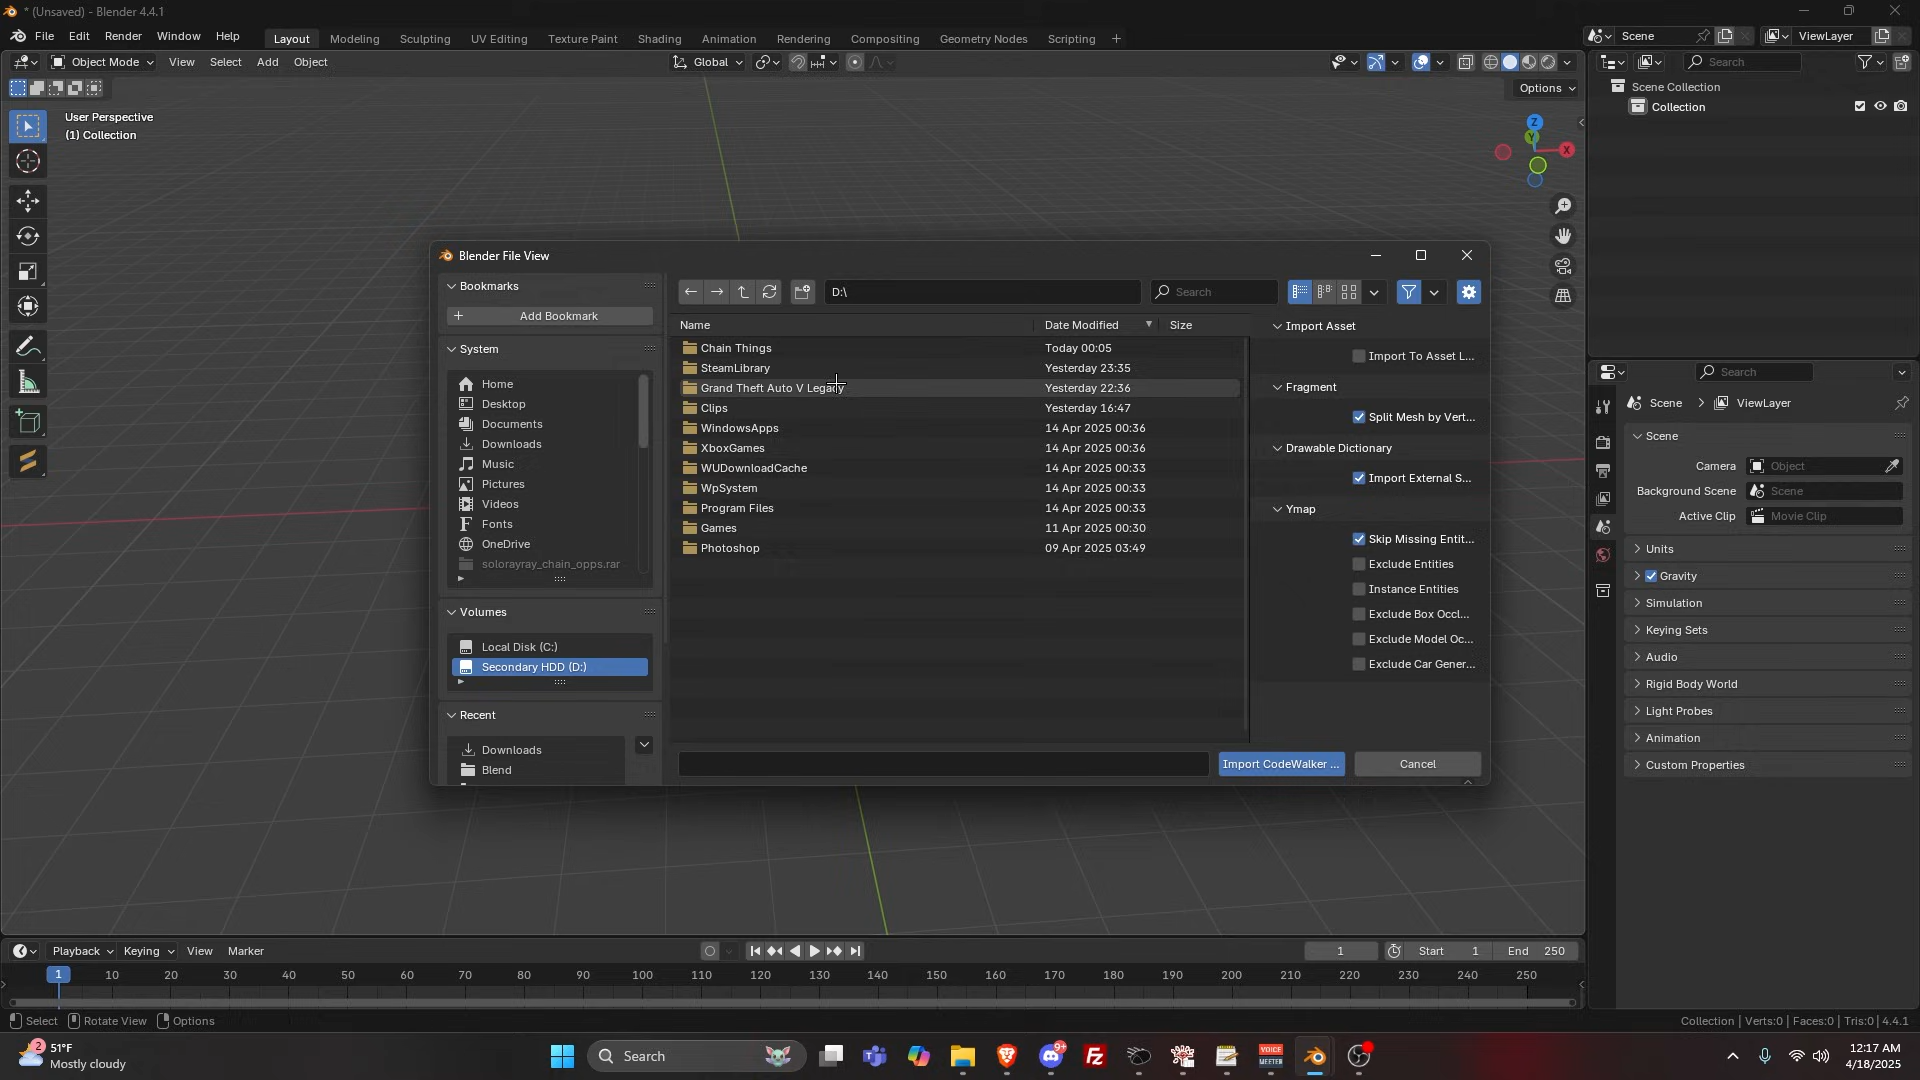 * (Unsaved) - Blender 4.4.1
File Edit Render Window Help Layout Modeling Sculpting UV Editing Texture Paint Shading Animation Rendering Compositing Geometry Nodes Scripting + Scene ViewLayer
Object Mode View Select Add Object Global Search
Options
User Perspective
(1) Collection
Scene Collection
Collection
Z
Y
X
Blender File View
Bookmarks
Add Bookmark
System
Home
Desktop
Documents
Downloads
Music
Pictures
Videos
Fonts
OneDrive
solorayray_chain_opps.rar
Volumes
Local Disk (C:)
Secondary HDD (D:)
Recent
Downloads
Blend
D:\ Search
Name Date Modified Size
Chain Things Today 00:05
SteamLibrary Yesterday 23:35
Grand Theft Auto V Legacy Yesterday 22:36
Clips Yesterday 16:47
WindowsApps 14 Apr 2025 00:36
XboxGames 14 Apr 2025 00:36
WUDownloadCache 14 Apr 2025 00:33
WpSystem 14 Apr 2025 00:33
Program Files 14 Apr 2025 00:33
Games 11 Apr 2025 00:30
Photoshop 09 Apr 2025 03:49
Import Asset
Import To Asset L...
Fragment
Split Mesh by Vert...
Drawable Dictionary
Import External S...
Ymap
Skip Missing Entit...
Exclude Entities
Instance Entities
Exclude Box Occl...
Exclude Model Oc...
Exclude Car Gener...
Import CodeWalker ... Cancel
Search
Scene > ViewLayer
Scene
Camera Object
Background Scene Scene
Active Clip Movie Clip
Units
Gravity
Simulation
Keying Sets
Audio
Rigid Body World
Light Probes
Animation
Custom Properties
Playback Keying View Marker 1 Start 1 End 250
1 10 20 30 40 50 60 70 80 90 100 110 120 130 140 150 160 170 180 190 200 210 220 230 240 250
Select Rotate View Options Collection | Verts:0 | Faces:0 | Tris:0 | 4.4.1
2
51°F
Mostly cloudy
Search
9+
VOICE
MEETER
12:17 AM
4/18/2025